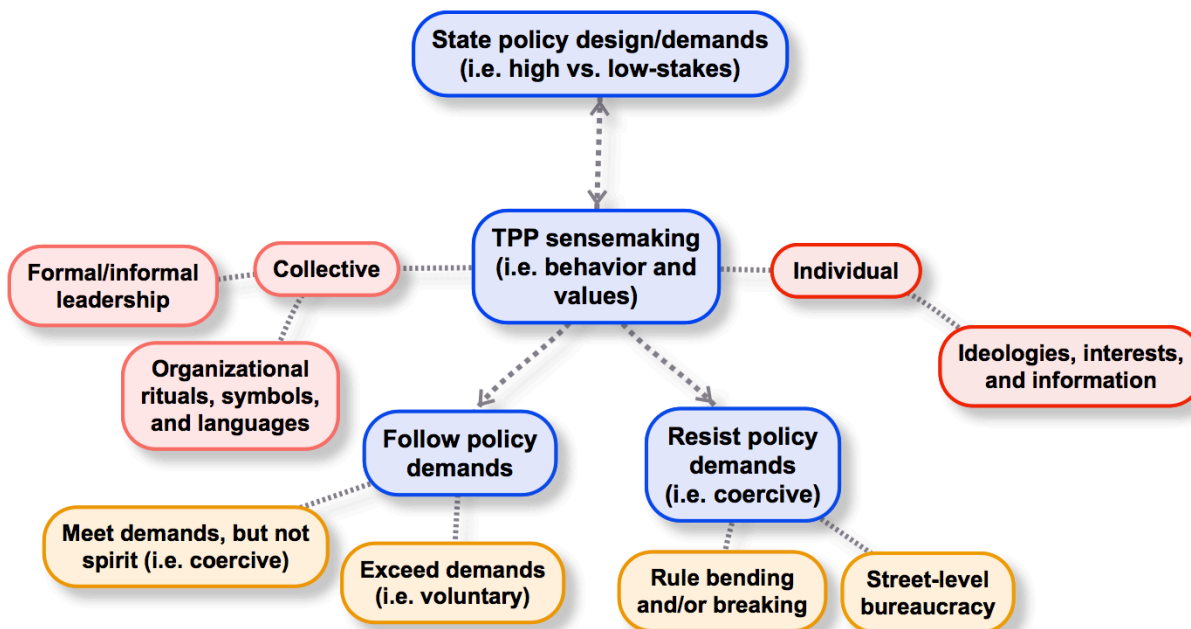 State policy design/demands
(i.e. high vs. low-stakes)
TPP sensemaking
(i.e. behavior and
values)
Collective
Formal/informal
leadership
Organizational
rituals, symbols,
and languages
Individual
Ideologies, interests,
and information
Follow policy
demands
Resist policy
demands
(i.e. coercive)
Meet demands, but not
spirit (i.e. coercive)
Exceed demands
(i.e. voluntary)
Rule bending
and/or breaking
Street-level
bureaucracy